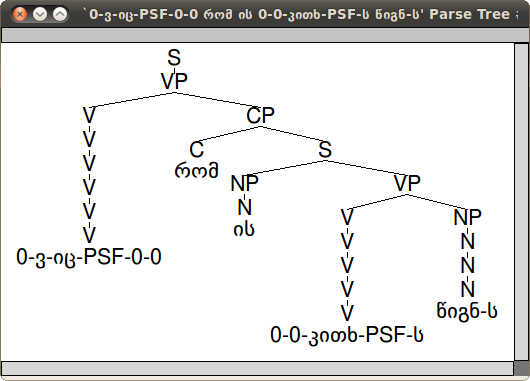 `0-ვ-იც-PSF-0-0 რომ ის 0-0-კითხ-PSF-ს წიგნ-ს' Parse Tree
S
VP
V CP
V C S
V რომ NP VP
V N V NP
V ის V N
V V N
0-ვ-იც-PSF-0-0 V N
V წიგნ-ს
0-0-კითხ-PSF-ს